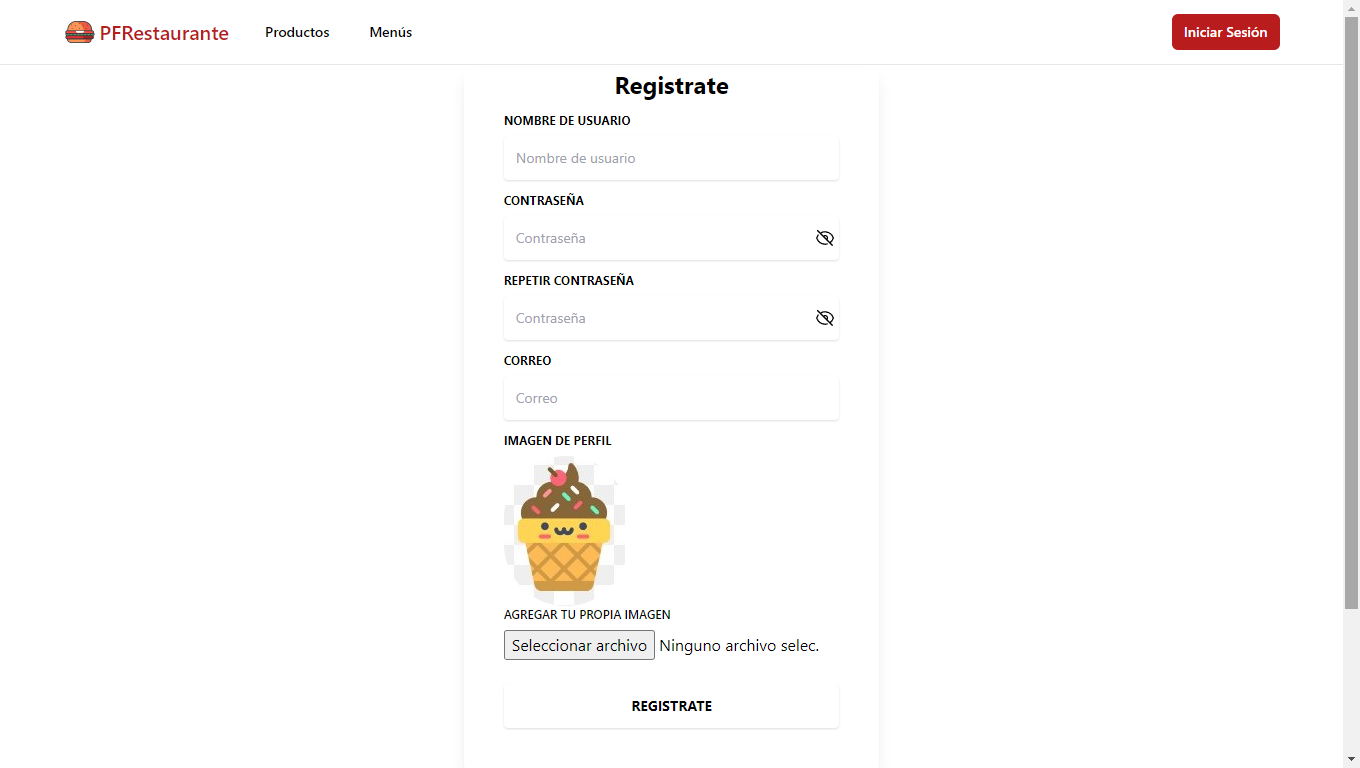 PFRestaurante Productos Menús Iniciar Sesión
Registrate
NOMBRE DE USUARIO
Nombre de usuario
CONTRASEÑA
Contraseña
REPETIR CONTRASEÑA
Contraseña
CORREO
Correo
IMAGEN DE PERFIL
AGREGAR TU PROPIA IMAGEN
Seleccionar archivo Ninguno archivo selec.
REGISTRATE